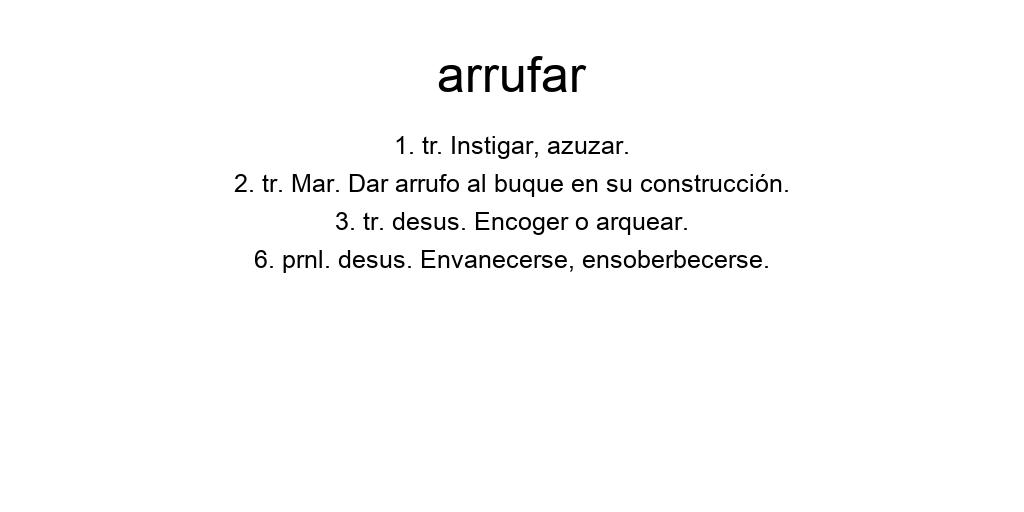 arrufar
1. tr. Instigar, azuzar.
2. tr. Mar. Dar arrufo al buque en su construcción.
3. tr. desus. Encoger o arquear.
6. prnl. desus. Envanecerse, ensoberbecerse.